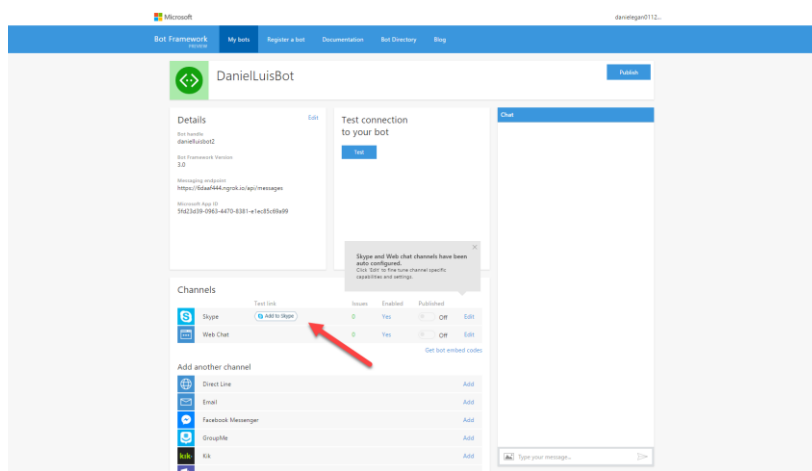 Microsoft
danielegan0112...
Bot Framework
PREVIEW
My bots
Register a bot
Documentation
Bot Directory
Blog
DanielLuisBot
Publish
Details
Edit
Bot handle
danielluisbot2
Bot Framework Version
3.0
Messaging endpoint
https://6daaf444.ngrok.io/api/messages
Microsoft App ID
5fd23d39-0963-4470-8381-e1ec85c69a99
Test connection
to your bot
Test
Chat
Skype and Web chat channels have been
auto configured.
Click 'Edit' to fine tune channel specific
capabilities and settings.
Channels
Test link
Issues
Enabled
Published
Skype
Add to Skype
0
Yes
Off
Edit
Web Chat
0
Yes
Off
Edit
Get bot embed codes
Add another channel
Direct Line
Add
Email
Add
Facebook Messenger
Add
GroupMe
Add
kik
Kik
Add
Type your message...